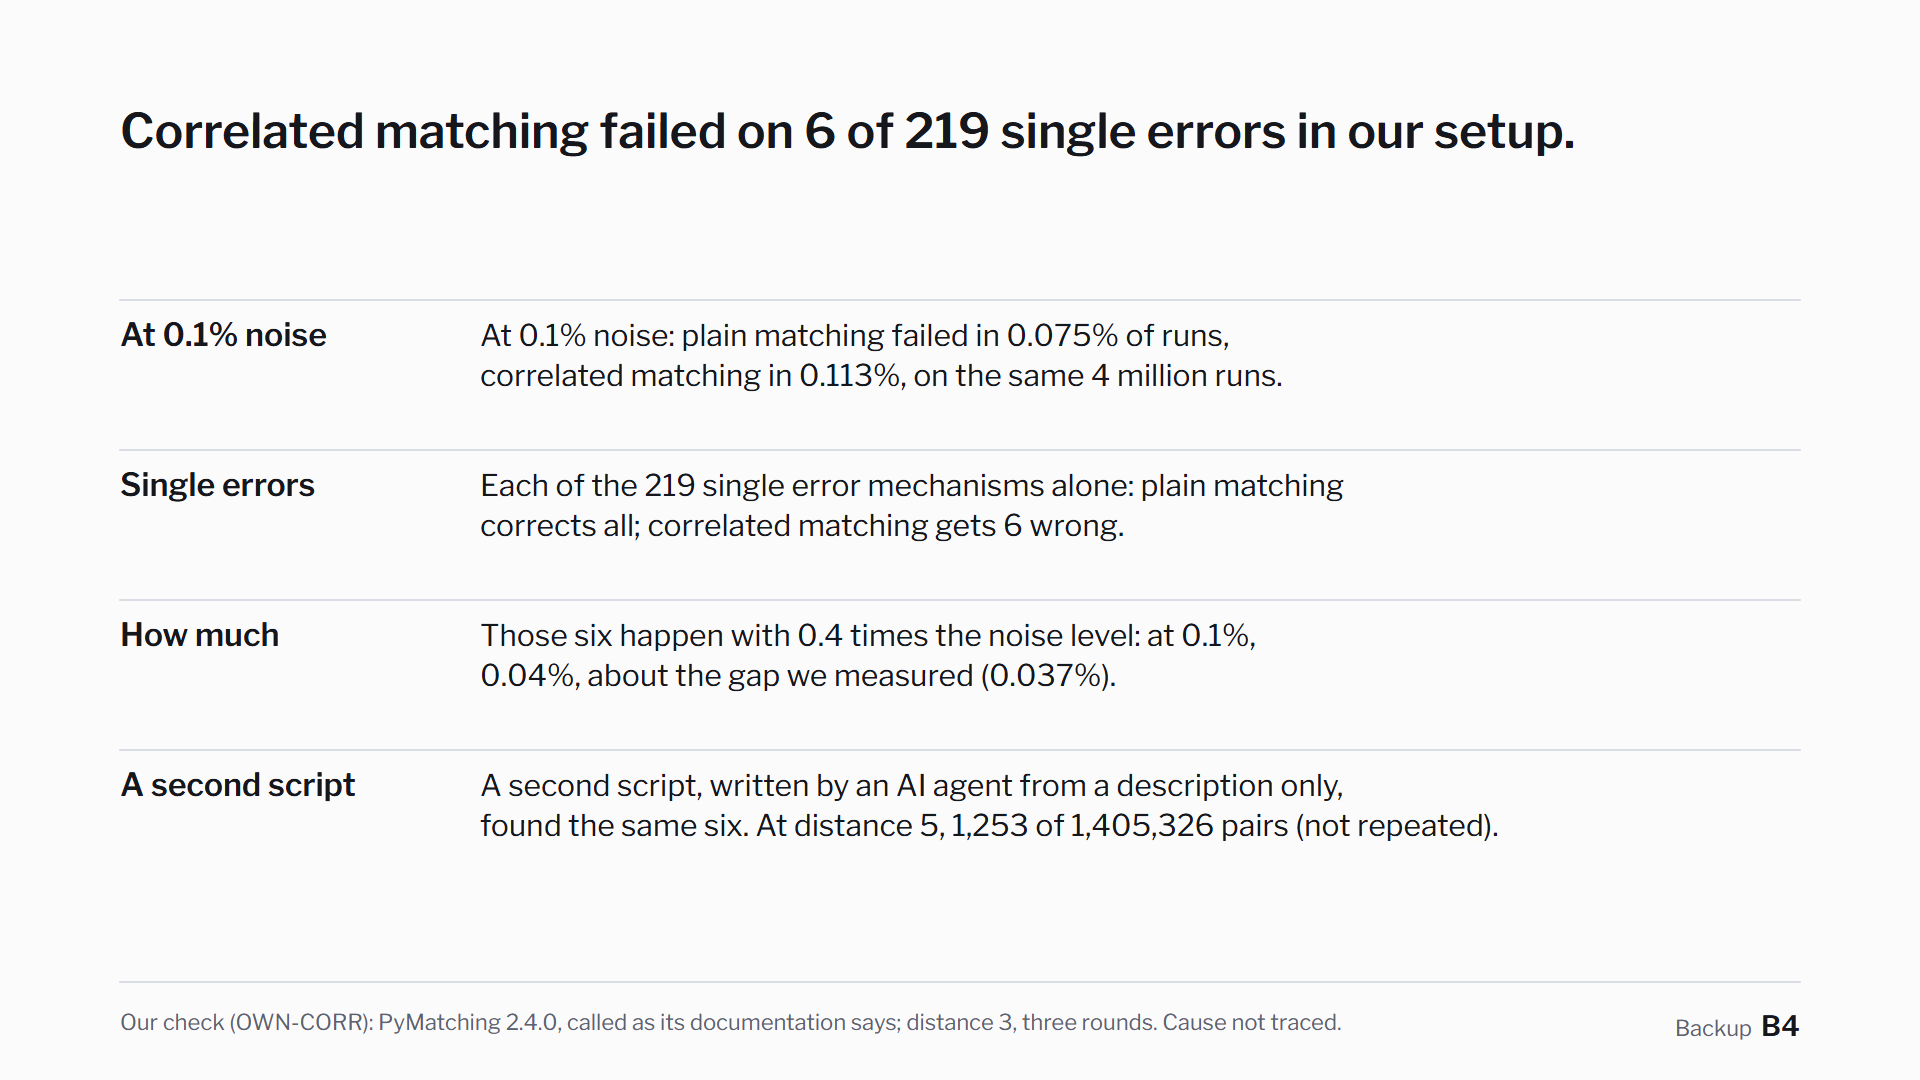 Correlated matching failed on 6 of 219 single errors in our setup.
At 0.1% noise
At 0.1% noise: plain matching failed in 0.075% of runs,
correlated matching in 0.113%, on the same 4 million runs.
Single errors
Each of the 219 single error mechanisms alone: plain matching
corrects all; correlated matching gets 6 wrong.
How much
Those six happen with 0.4 times the noise level: at 0.1%,
0.04%, about the gap we measured (0.037%).
A second script
A second script, written by an AI agent from a description only,
found the same six. At distance 5, 1,253 of 1,405,326 pairs (not repeated).
Our check (OWN-CORR): PyMatching 2.4.0, called as its documentation says; distance 3, three rounds. Cause not traced.
Backup B4